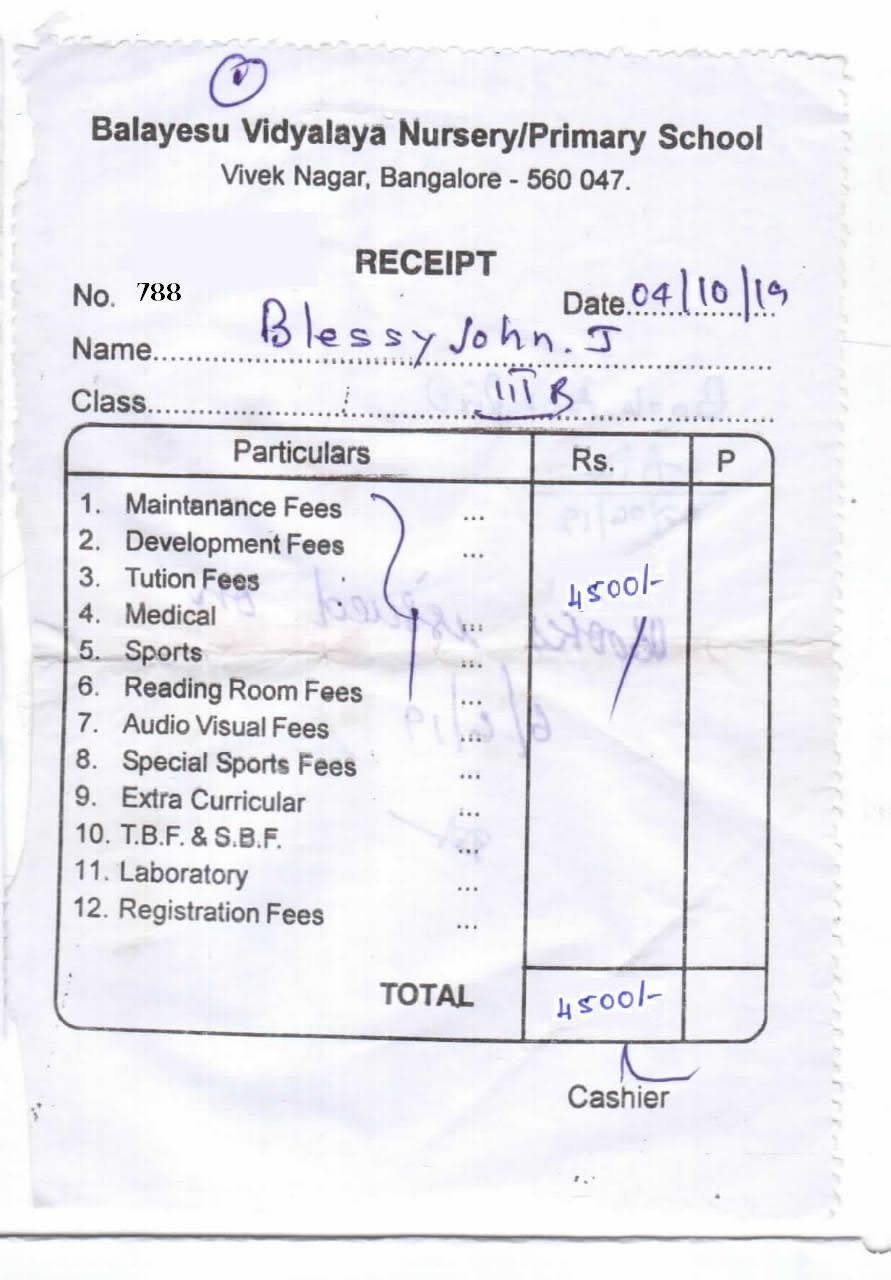 Balayesu Vidyalaya Nursery/Primary School
Vivek Nagar, Bangalore - 560 047.
RECEIPT
No. 788
Date 04/10/19
Name Blessy John. J
Class III B
Particulars Rs. P
1. Maintanance Fees ...
2. Development Fees ...
3. Tution Fees 4500/-
4. Medical ...
5. Sports ...
6. Reading Room Fees ...
7. Audio Visual Fees ...
8. Special Sports Fees ...
9. Extra Curricular ...
10. T.B.F. & S.B.F. ...
11. Laboratory ...
12. Registration Fees ...
TOTAL 4500/-
Cashier